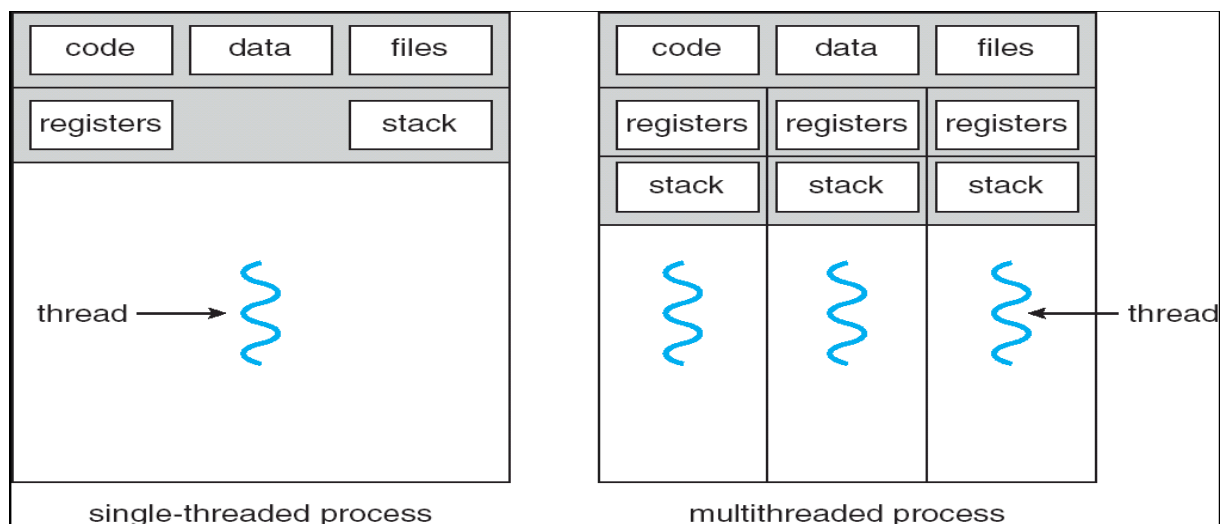 code data files code data files
registers stack registers registers registers
stack stack stack
thread thread
single-threaded process multithreaded process